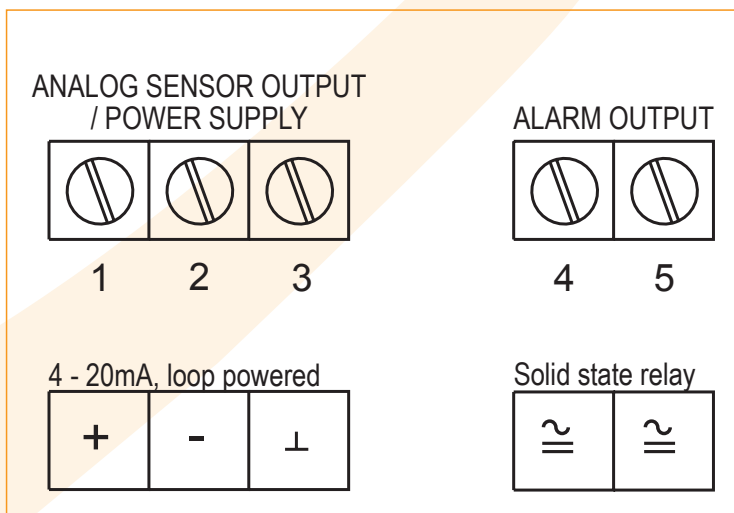 ANALOG SENSOR OUTPUT
/ POWER SUPPLY
ALARM OUTPUT
1 2 3
4 5
4 - 20mA, loop powered
+ - ⊥
Solid state relay
≅ ≅